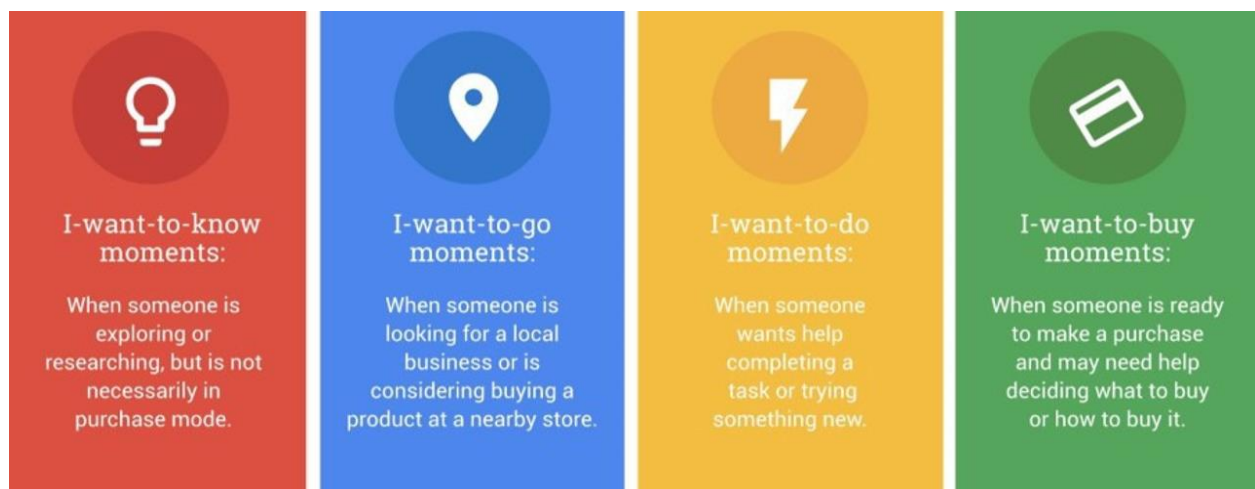 I-want-to-know
moments:
When someone is
exploring or
researching, but is not
necessarily in
purchase mode.
I-want-to-go
moments:
When someone is
looking for a local
business or is
considering buying a
product at a nearby store.
I-want-to-do
moments:
When someone
wants help
completing a
task or trying
something new.
I-want-to-buy
moments:
When someone is ready
to make a purchase
and may need help
deciding what to buy
or how to buy it.